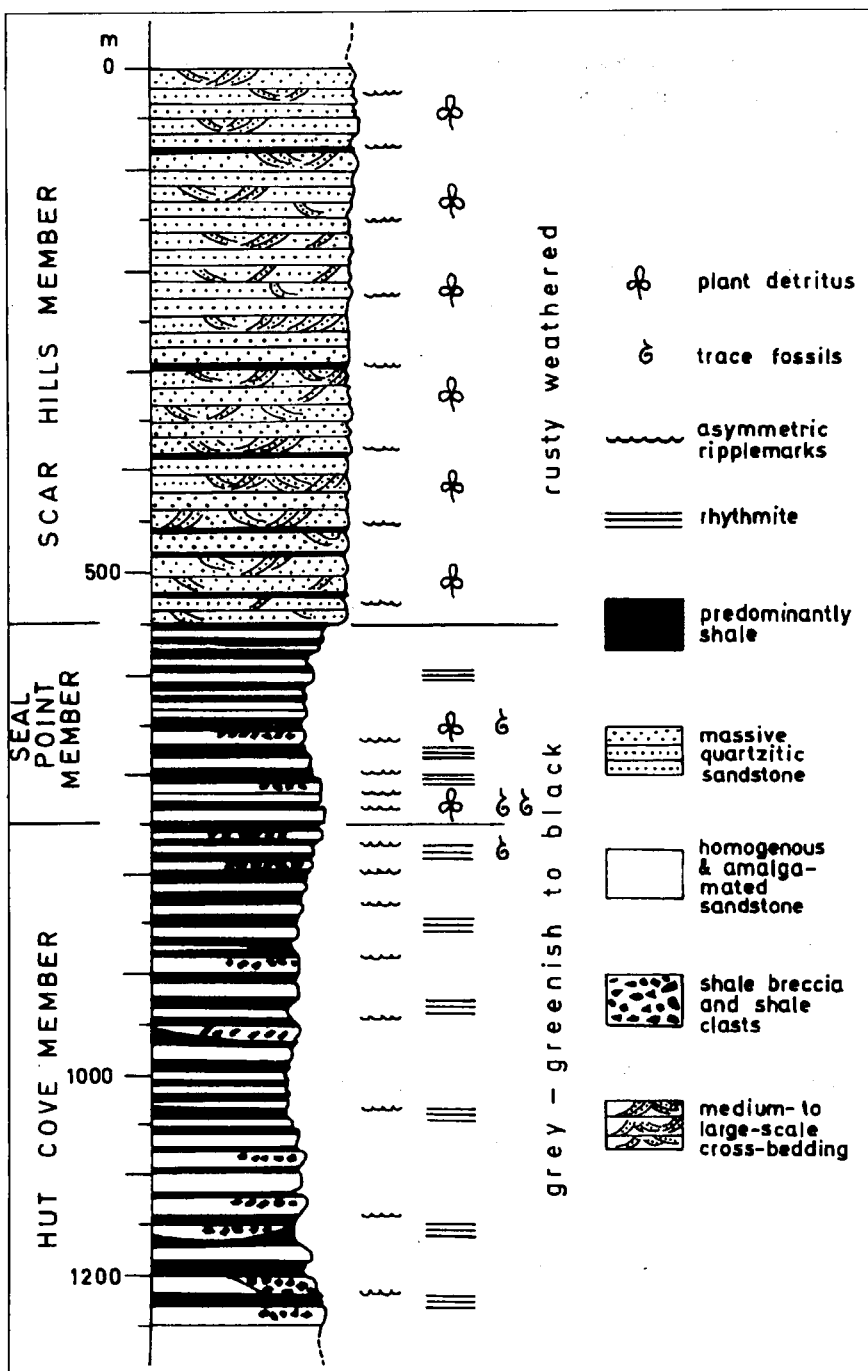 m
0
500
1000
1200
SCAR HILLS MEMBER
SEAL
POINT
MEMBER
HUT COVE MEMBER
rusty weathered
grey – greenish to black
plant detritus
trace fossils
asymmetric
ripplemarks
rhythmite
predominantly
shale
massive
quartzitic
sandstone
homogenous
& amalga-
mated
sandstone
shale breccia
and shale
clasts
medium- to
large-scale
cross-bedding